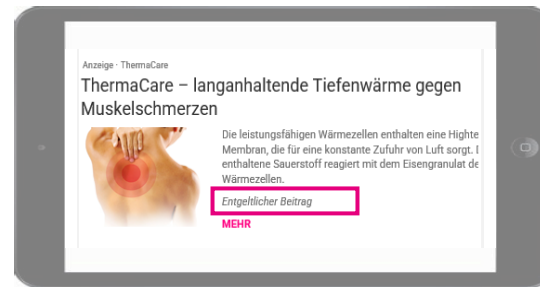 Anzeige · ThermaCare
ThermaCare – langanhaltende Tiefenwärme gegen
Muskelschmerzen
Die leistungsfähigen Wärmezellen enthalten eine Highte
Membran, die für eine konstante Zufuhr von Luft sorgt.
enthaltene Sauerstoff reagiert mit dem Eisengranulat de
Wärmezellen.
Entgeltlicher Beitrag
MEHR